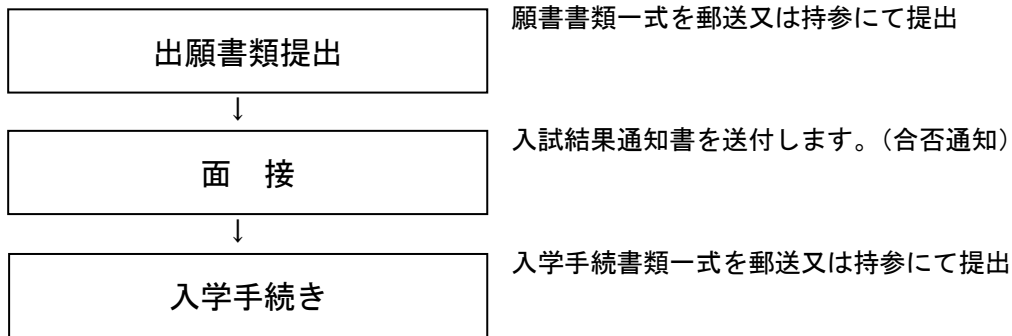 願書書類一式を郵送又は持参にて提出
出願書類提出
↓
入試結果通知書を送付します。（合否通知）
面　接
↓
入学手続書類一式を郵送又は持参にて提出
入学手続き